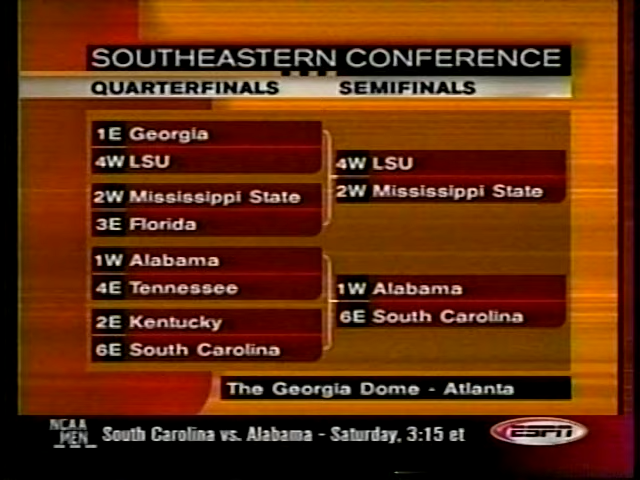 SOUTHEASTERN CONFERENCE
QUARTERFINALS SEMIFINALS
1E Georgia
4W LSU
2W Mississippi State
3E Florida
1W Alabama
4E Tennessee
2E Kentucky
6E South Carolina
4W LSU
2W Mississippi State
1W Alabama
6E South Carolina
The Georgia Dome - Atlanta
NCAA
MEN
South Carolina vs. Alabama - Saturday, 3:15 et
ESPN